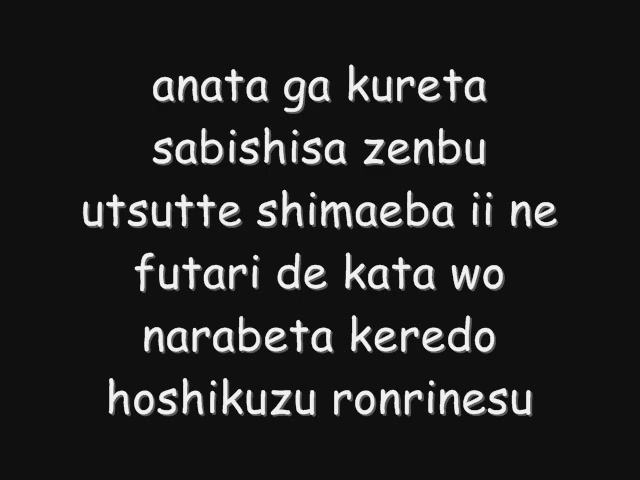 anata ga kureta
sabishisa zenbu
utsutte shimaeba ii ne
futari de kata wo
narabeta keredo
hoshikuzu ronrinesu